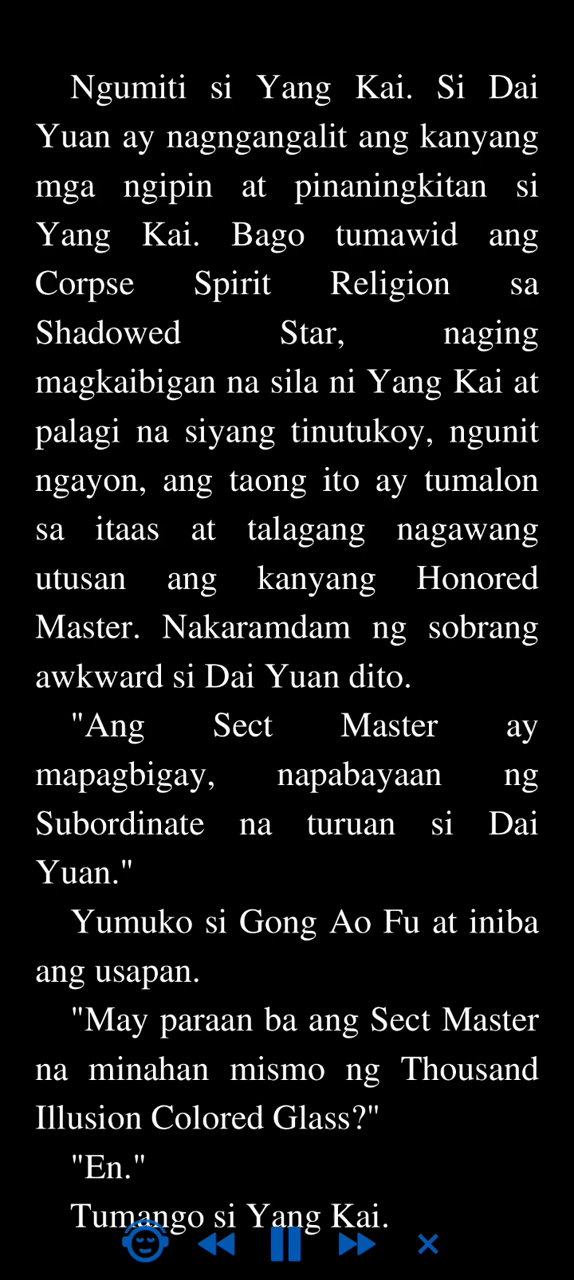 Ngumiti si Yang Kai. Si Dai
Yuan ay nagngangalit ang kanyang
mga ngipin at pinaningkitan si
Yang Kai. Bago tumawid ang
Corpse Spirit Religion sa
Shadowed Star, naging
magkaibigan na sila ni Yang Kai at
palagi na siyang tinutukoy, ngunit
ngayon, ang taong ito ay tumalon
sa itaas at talagang nagawang
utusan ang kanyang Honored
Master. Nakaramdam ng sobrang
awkward si Dai Yuan dito.
"Ang Sect Master ay
mapagbigay, napabayaan ng
Subordinate na turuan si Dai
Yuan."
Yumuko si Gong Ao Fu at iniba
ang usapan.
"May paraan ba ang Sect Master
na minahan mismo ng Thousand
Illusion Colored Glass?"
"En."
Tumango si Yang Kai.